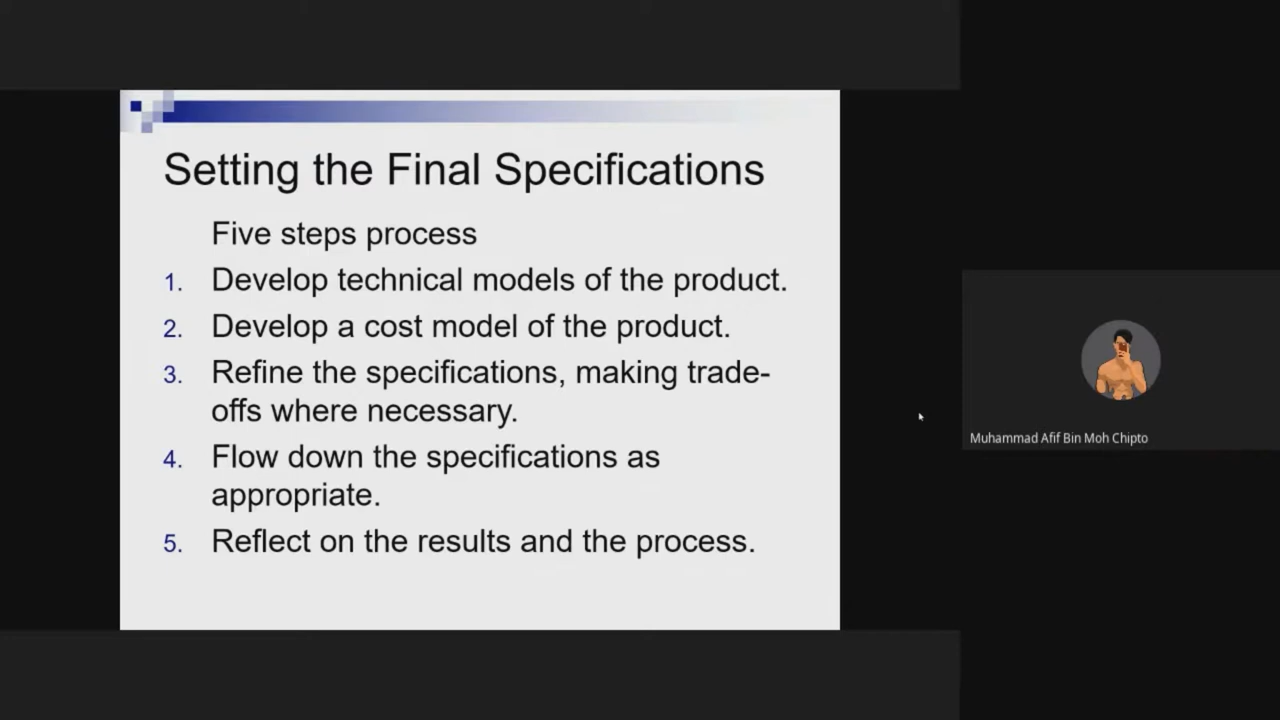 Setting the Final Specifications
Five steps process
1. Develop technical models of the product.
2. Develop a cost model of the product.
3. Refine the specifications, making trade-
offs where necessary.
4. Flow down the specifications as
appropriate.
5. Reflect on the results and the process.
Muhammad Afif Bin Moh Chipto